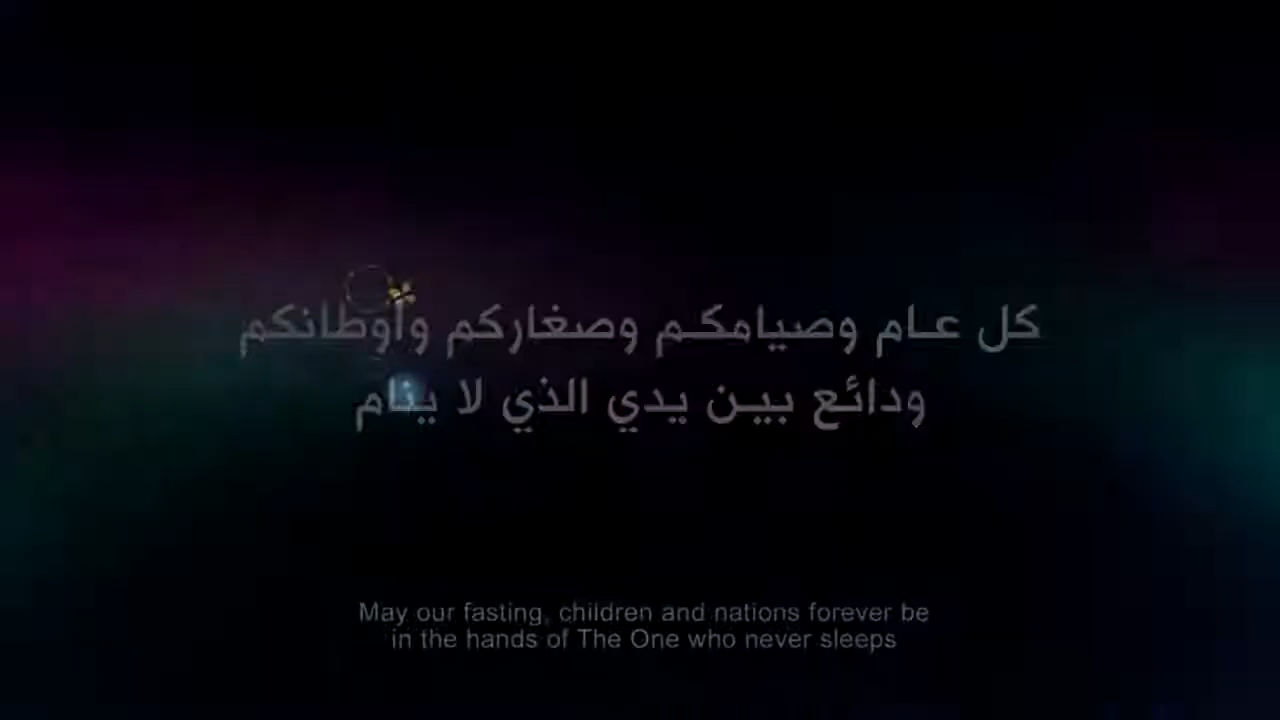 كل عام وصيامكم وصغاركم وأوطانكم
ودائع بين يدي الذي لا ينام
May our fasting, children and nations forever be
in the hands of The One who never sleeps